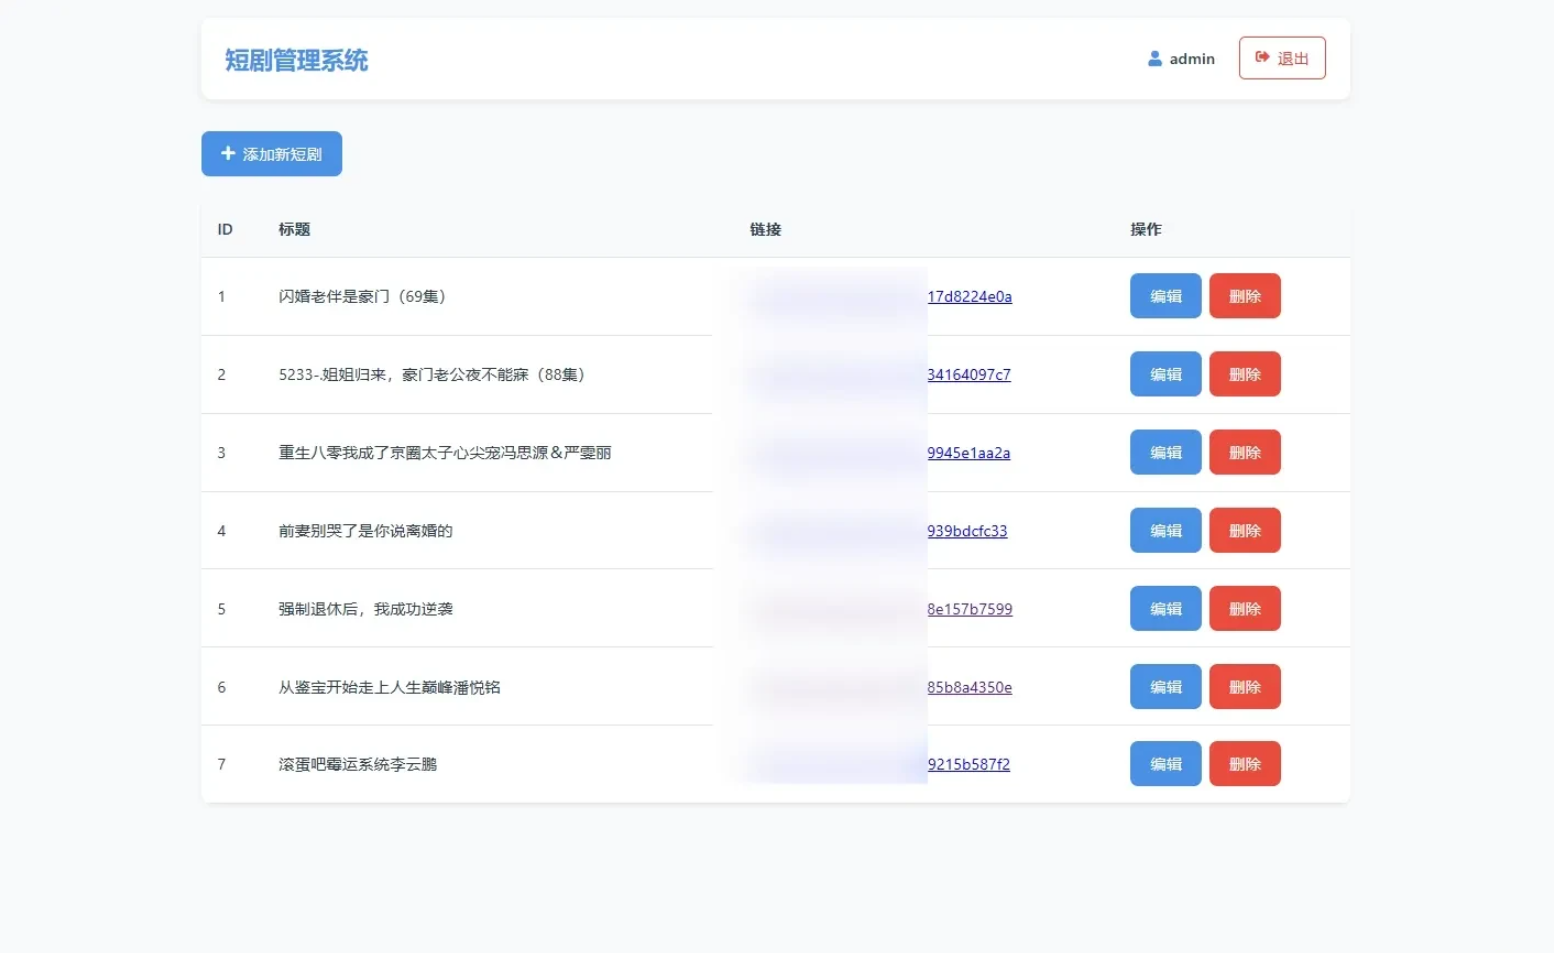 短剧管理系统
admin
退出
添加新短剧
ID 标题 链接 操作
1 闪婚老伴是豪门（69集） 17d8224e0a 编辑 删除
2 5233-.姐姐归来，豪门老公夜不能寐（88集） 34164097c7 编辑 删除
3 重生八零我成了京圈太子心尖宠冯思源＆严雯丽 9945e1aa2a 编辑 删除
4 前妻别哭了是你说离婚的 939bdcfc33 编辑 删除
5 强制退休后，我成功逆袭 8e157b7599 编辑 删除
6 从鉴宝开始走上人生巅峰潘悦铭 85b8a4350e 编辑 删除
7 滚蛋吧霉运系统李云鹏 9215b587f2 编辑 删除